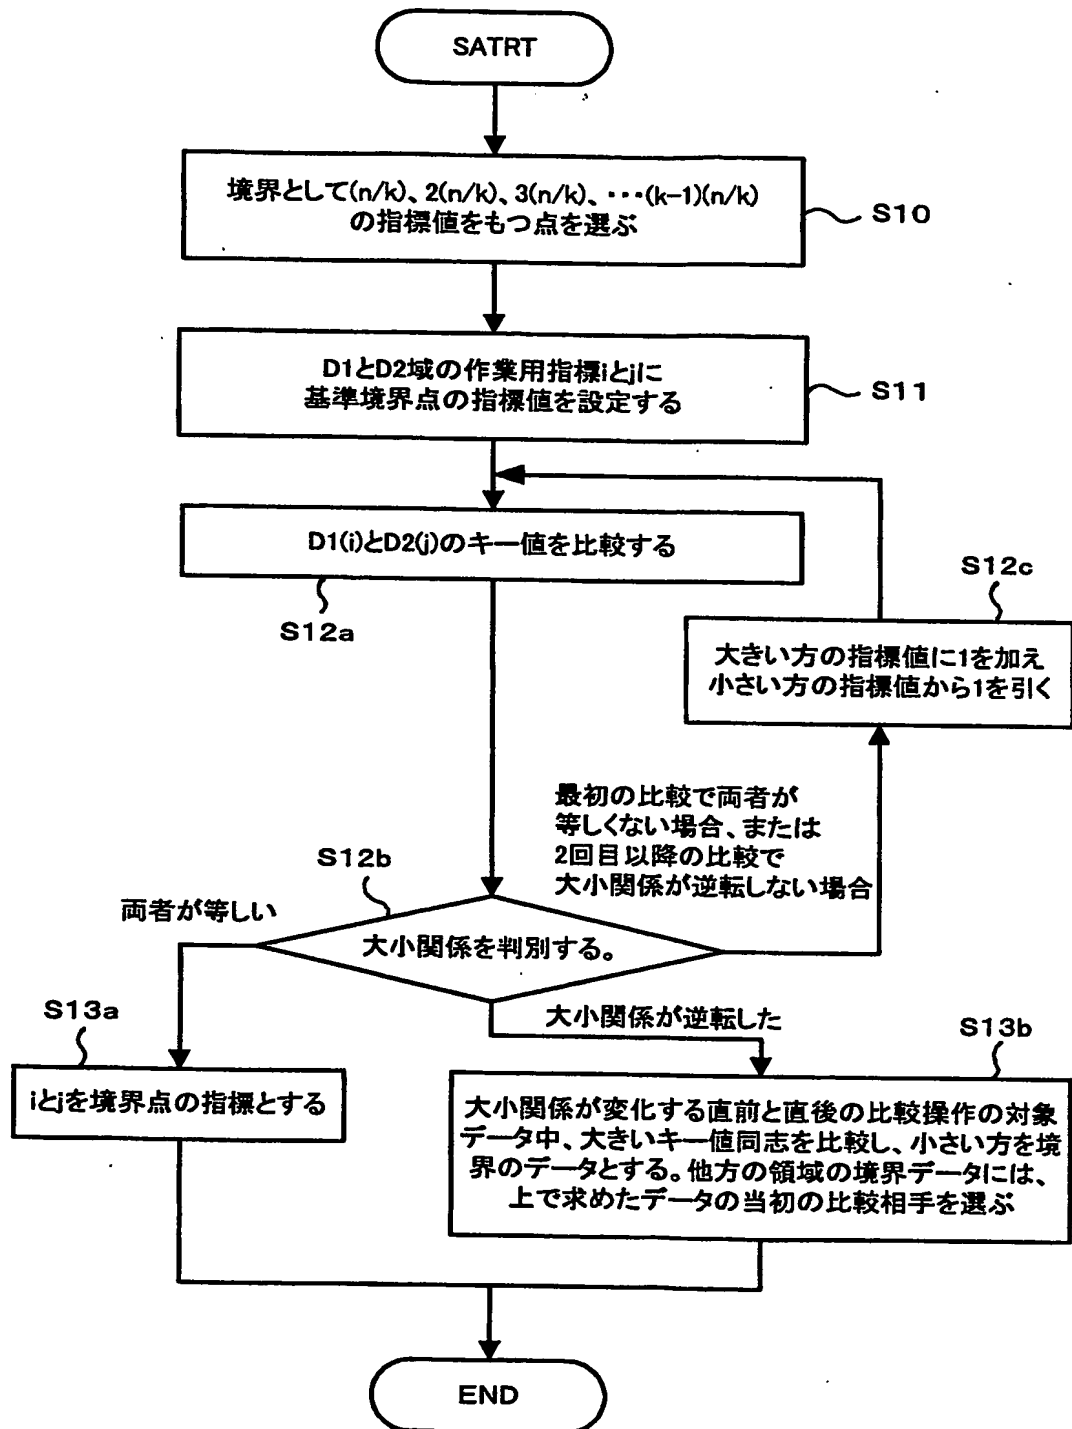 SATRT
境界として(n/k)、2(n/k)、3(n/k)、・・・(k-1)(n/k)
の指標値をもつ点を選ぶ
S10
D1とD2域の作業用指標iとjに
基準境界点の指標値を設定する
S11
D1(i)とD2(j)のキー値を比較する
S12a
S12c
大きい方の指標値に1を加え
小さい方の指標値から1を引く
最初の比較で両者が
等しくない場合、または
2回目以降の比較で
大小関係が逆転しない場合
S12b
両者が等しい
大小関係を判別する。
大小関係が逆転した
S13a
iとjを境界点の指標とする
S13b
大小関係が変化する直前と直後の比較操作の対象
データ中、大きいキー値同志を比較し、小さい方を境
界のデータとする。他方の領域の境界データには、
上で求めたデータの当初の比較相手を選ぶ
END